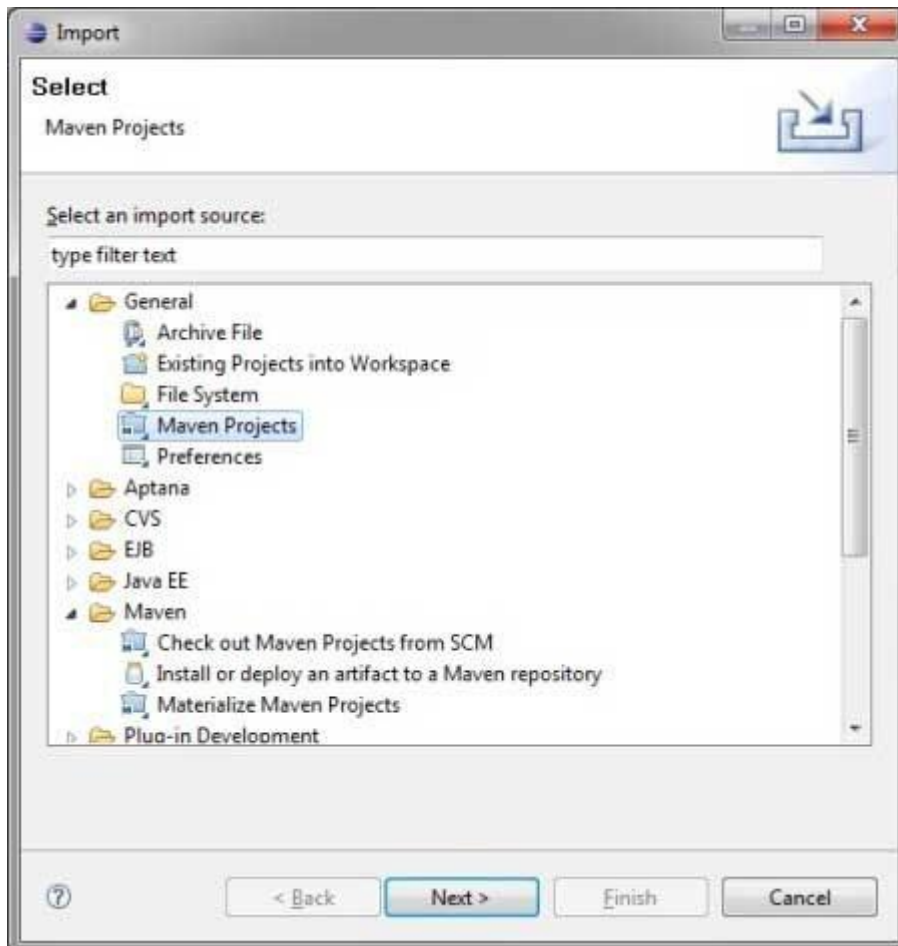 Import
Select
Maven Projects
Select an import source:
type filter text
General
Archive File
Existing Projects into Workspace
File System
Maven Projects
Preferences
Aptana
CVS
EJB
Java EE
Maven
Check out Maven Projects from SCM
Install or deploy an artifact to a Maven repository
Materialize Maven Projects
Plug-in Development
? < Back Next > Finish Cancel